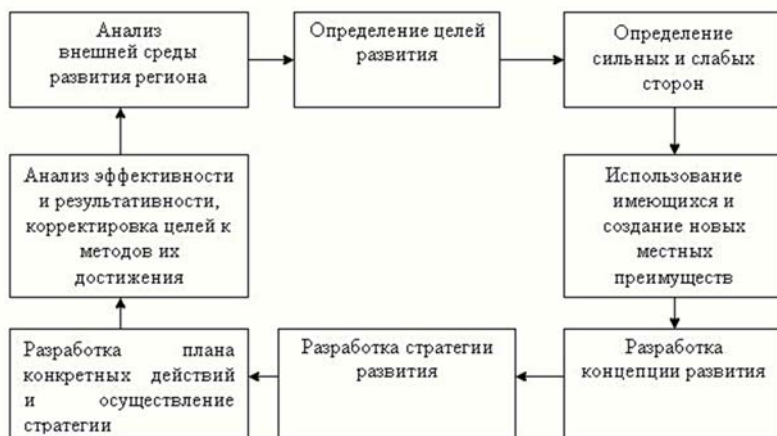 Анализ
внешней среды
развития региона
Определение целей
развития
Определение
сильных и слабых
сторон
Использование
имеющихся и
создание новых
местных
преимуществ
Разработка
концепции развития
Разработка стратегии
развития
Разработка плана
конкретных действий
и осуществление
стратегии
Анализ эффективности
и результативности,
корректировка целей к
методов их
достижения